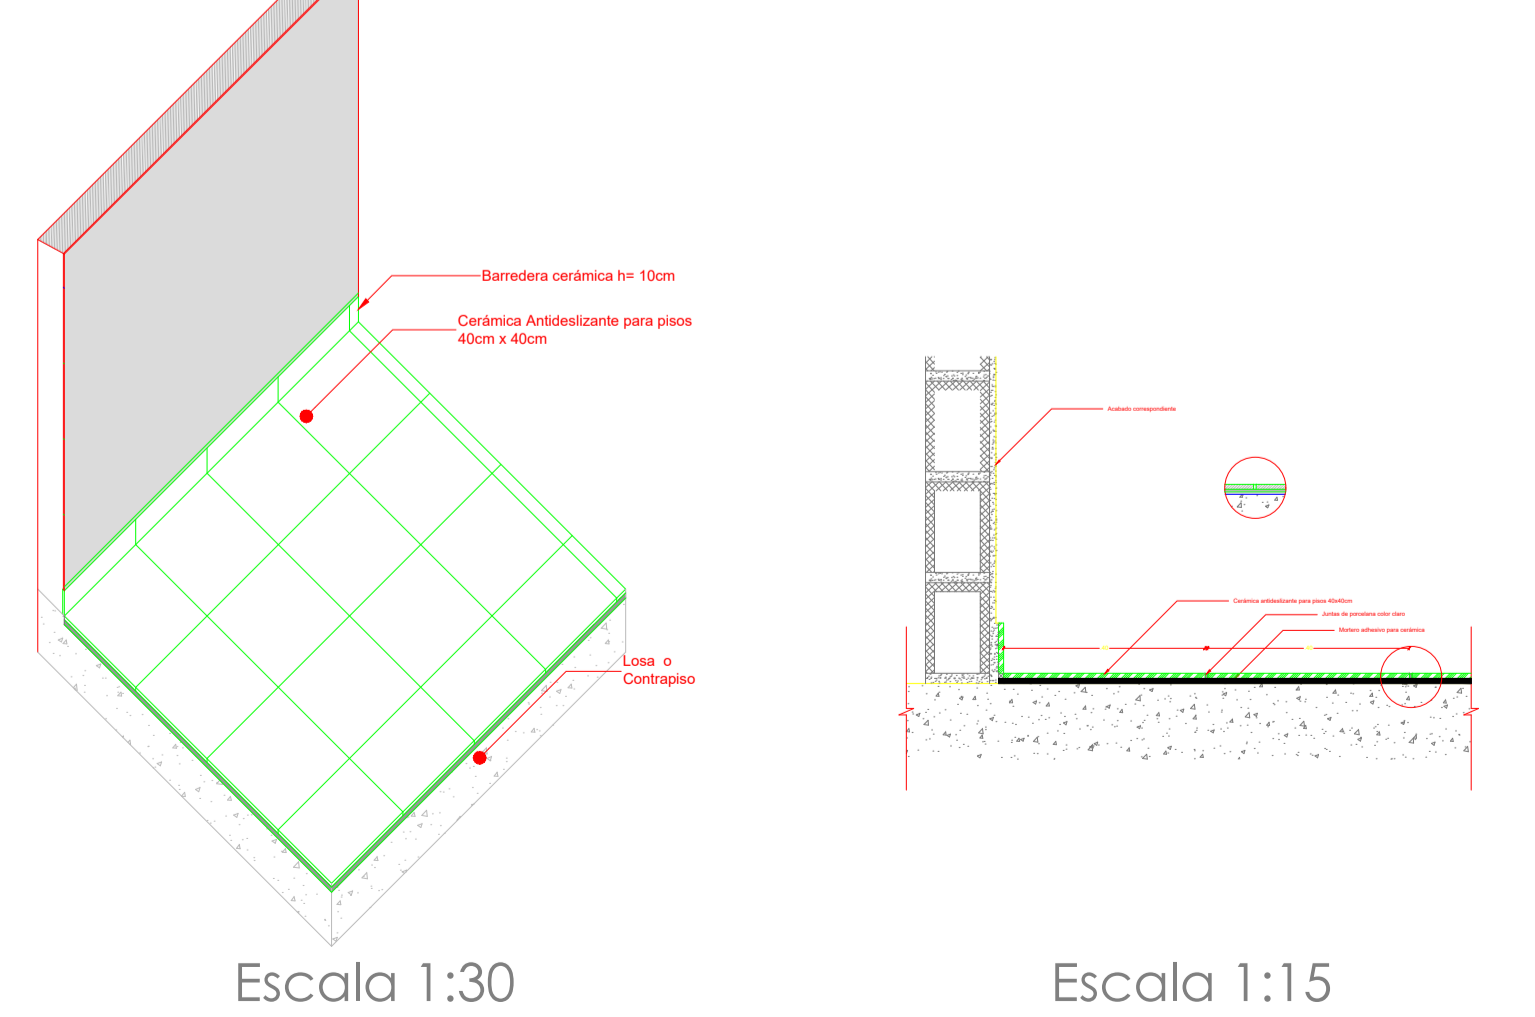 Barredera cerámica h= 10cm
Cerámica Antideslizante para pisos
40cm x 40cm
Losa o
Contrapiso
Escala 1:30
Acabado correspondiente
Cerámica antideslizante para pisos 40x40cm
Juntas de porcelana color claro
Mortero adhesivo para cerámica
Escala 1:15